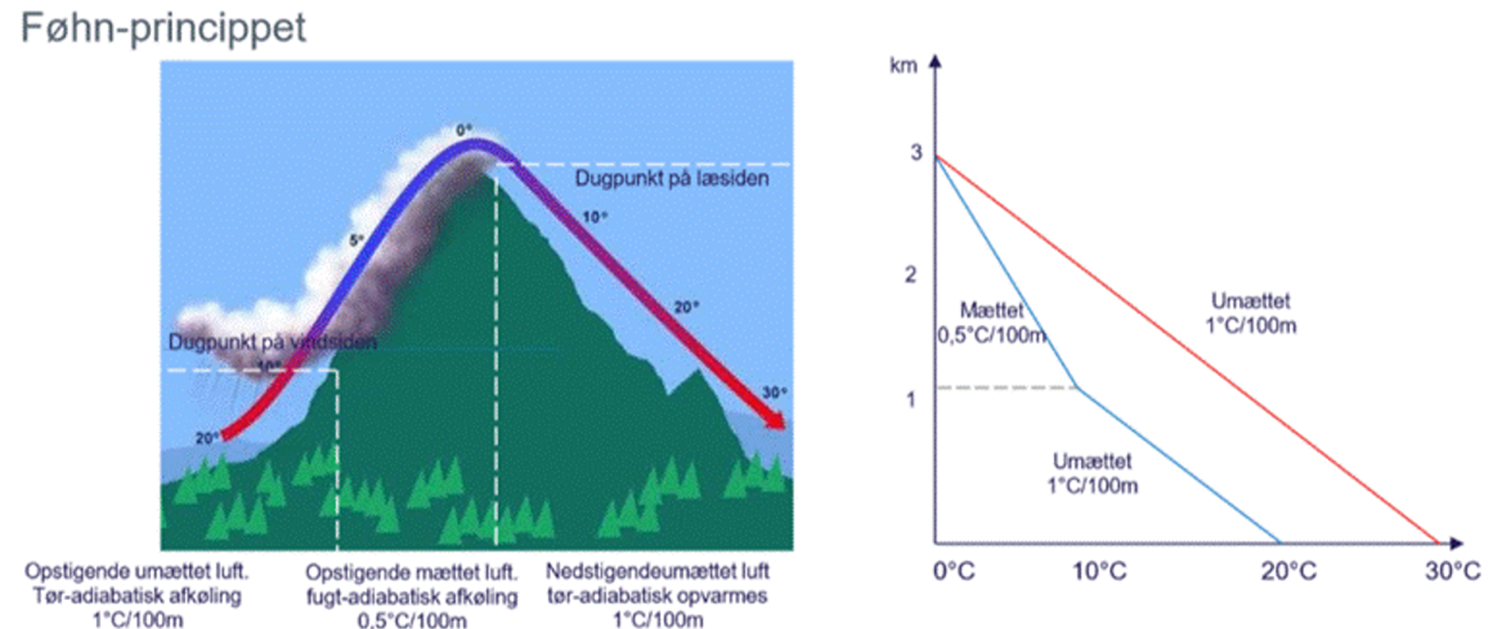 Føhn-princippet
0°
Dugpunkt på læsiden
10°
5°
20°
Dugpunkt på vindsiden
10°
30°
20°
Opstigende umættet luft.
Tør-adiabatisk afkøling
1°C/100m
Opstigende mættet luft.
fugt-adiabatisk afkøling
0,5°C/100m
Nedstigendeumættet luft
tør-adiabatisk opvarmes
1°C/100m
km
3
2
1
Mættet
0,5°C/100m
Umættet
1°C/100m
Umættet
1°C/100m
0°C
10°C
20°C
30°C